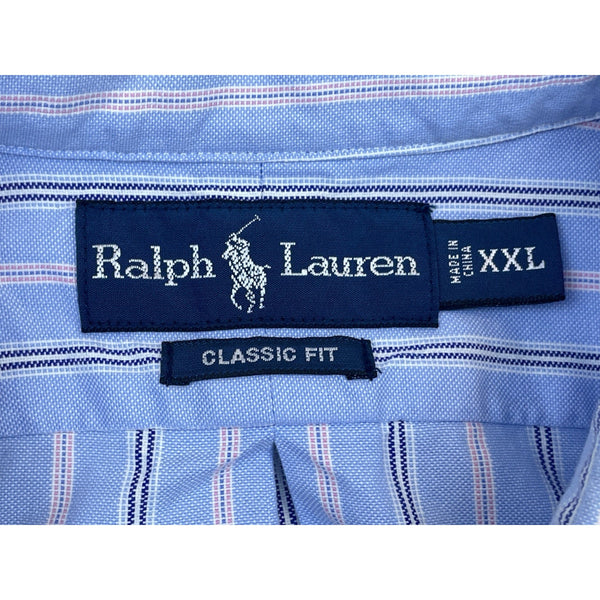 Ralph Lauren
MADE IN
CHINA
XXL
CLASSIC FIT